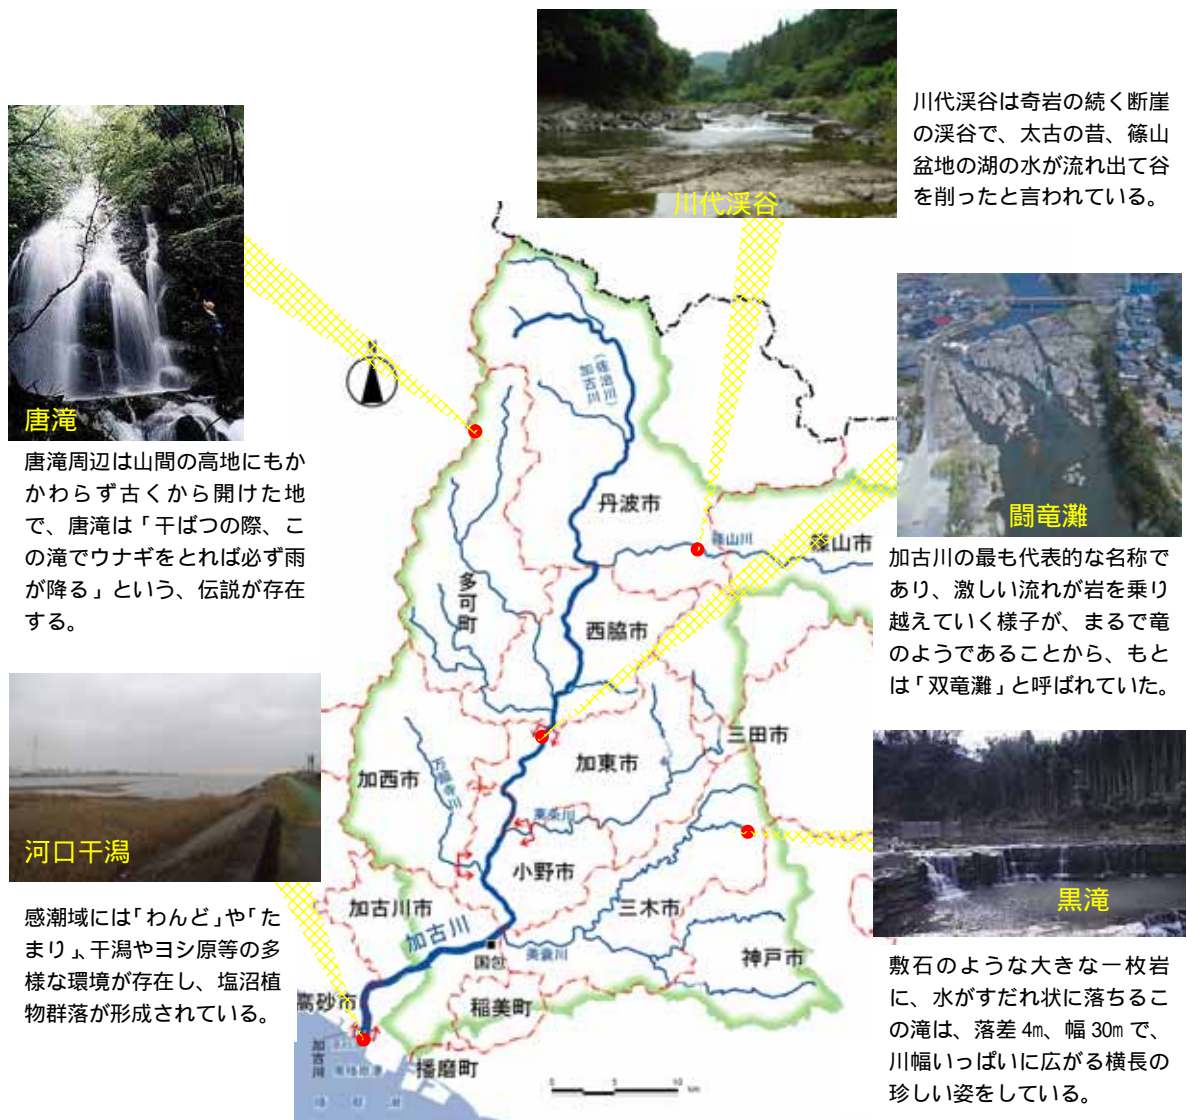 川代渓谷
川代渓谷は奇岩の続く断崖
の渓谷で、太古の昔、篠山
盆地の湖の水が流れ出て谷
を削ったと言われている。
唐滝
唐滝周辺は山間の高地にもか
かわらず古くから開けた地
で、唐滝は「干ばつの際、こ
の滝でウナギをとれば必ず雨
が降る」という、伝説が存在
する。
闘竜灘
加古川の最も代表的な名称で
あり、激しい流れが岩を乗り
越えていく様子が、まるで竜
のようであることから、もと
は「双竜灘」と呼ばれていた。
河口干潟
感潮域には「わんど」や「た
まり」、干潟やヨシ原等の多
様な環境が存在し、塩沼植
物群落が形成されている。
黒滝
敷石のような大きな一枚岩
に、水がすだれ状に落ちるこ
の滝は、落差 4m、幅 30m で、
川幅いっぱいに広がる横長の
珍しい姿をしている。
加古川
(佐治川)
丹波市
篠山川
篠山市
多可町
西脇市
三田市
加東市
加西市
万願寺川
東条川
小野市
加古川市
加古川
三木市
国包
美嚢川
神戸市
高砂市
稲美町
加古川
播磨町
0 5 10 km